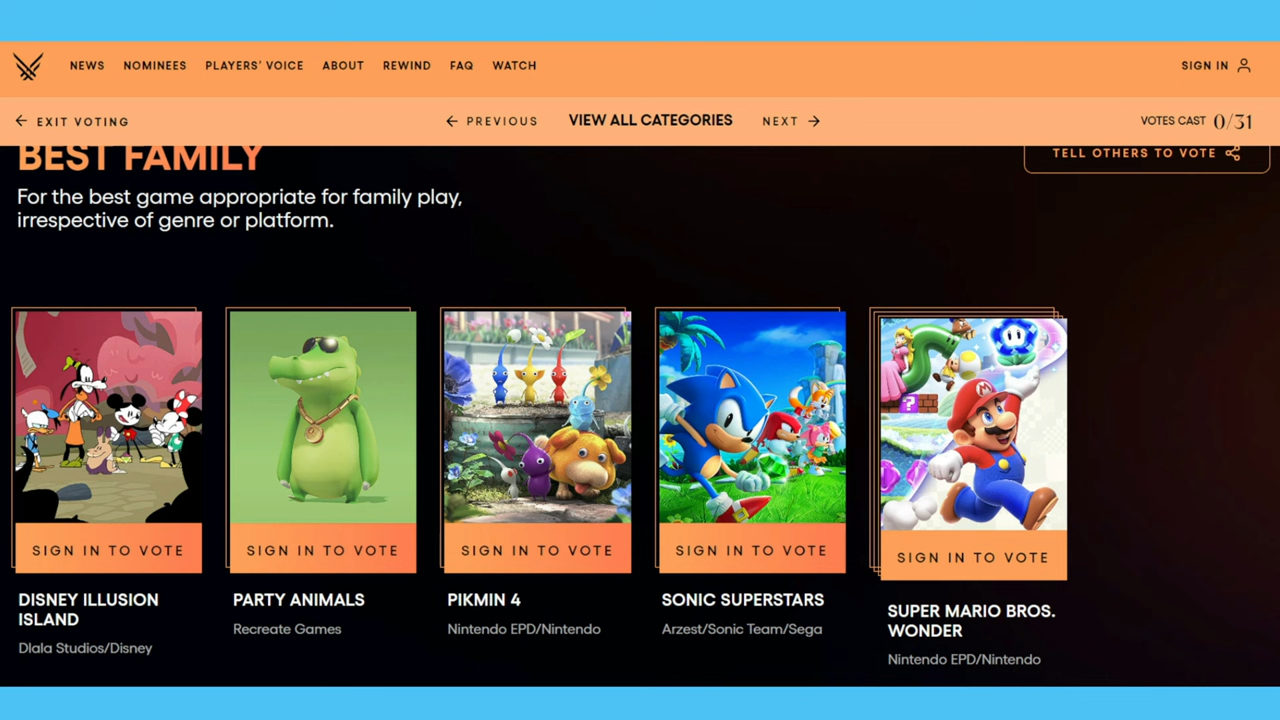 NEWS NOMINEES PLAYERS' VOICE ABOUT REWIND FAQ WATCH SIGN IN
EXIT VOTING PREVIOUS VIEW ALL CATEGORIES NEXT VOTES CAST 0/31
BEST FAMILY
TELL OTHERS TO VOTE
For the best game appropriate for family play,
irrespective of genre or platform.
?
M
SIGN IN TO VOTE SIGN IN TO VOTE SIGN IN TO VOTE SIGN IN TO VOTE SIGN IN TO VOTE
DISNEY ILLUSION
ISLAND
Dlala Studios/Disney
PARTY ANIMALS
Recreate Games
PIKMIN 4
Nintendo EPD/Nintendo
SONIC SUPERSTARS
Arzest/Sonic Team/Sega
SUPER MARIO BROS.
WONDER
Nintendo EPD/Nintendo